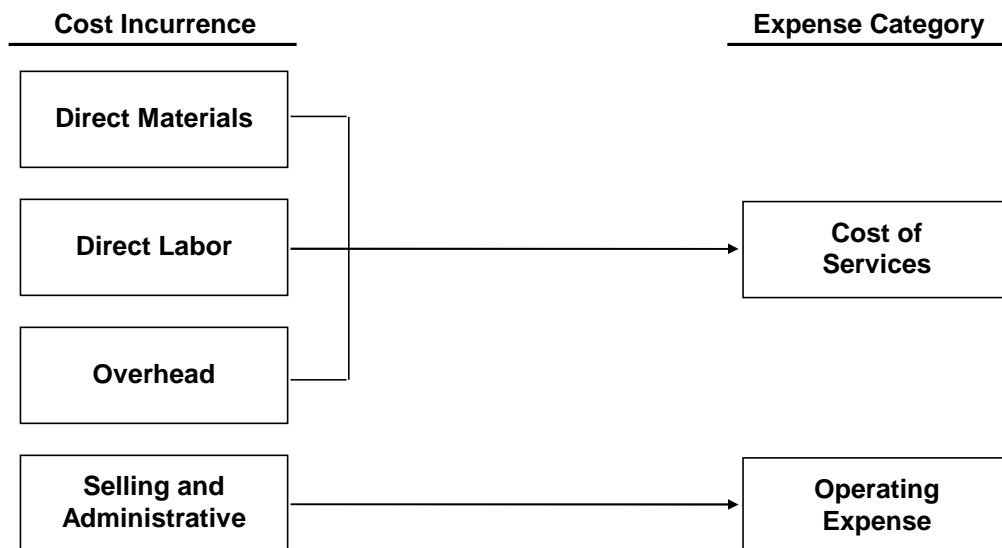 Cost Incurrence
Expense Category
Direct Materials
Direct Labor
Cost of
Services
Overhead
Selling and
Administrative
Operating
Expense